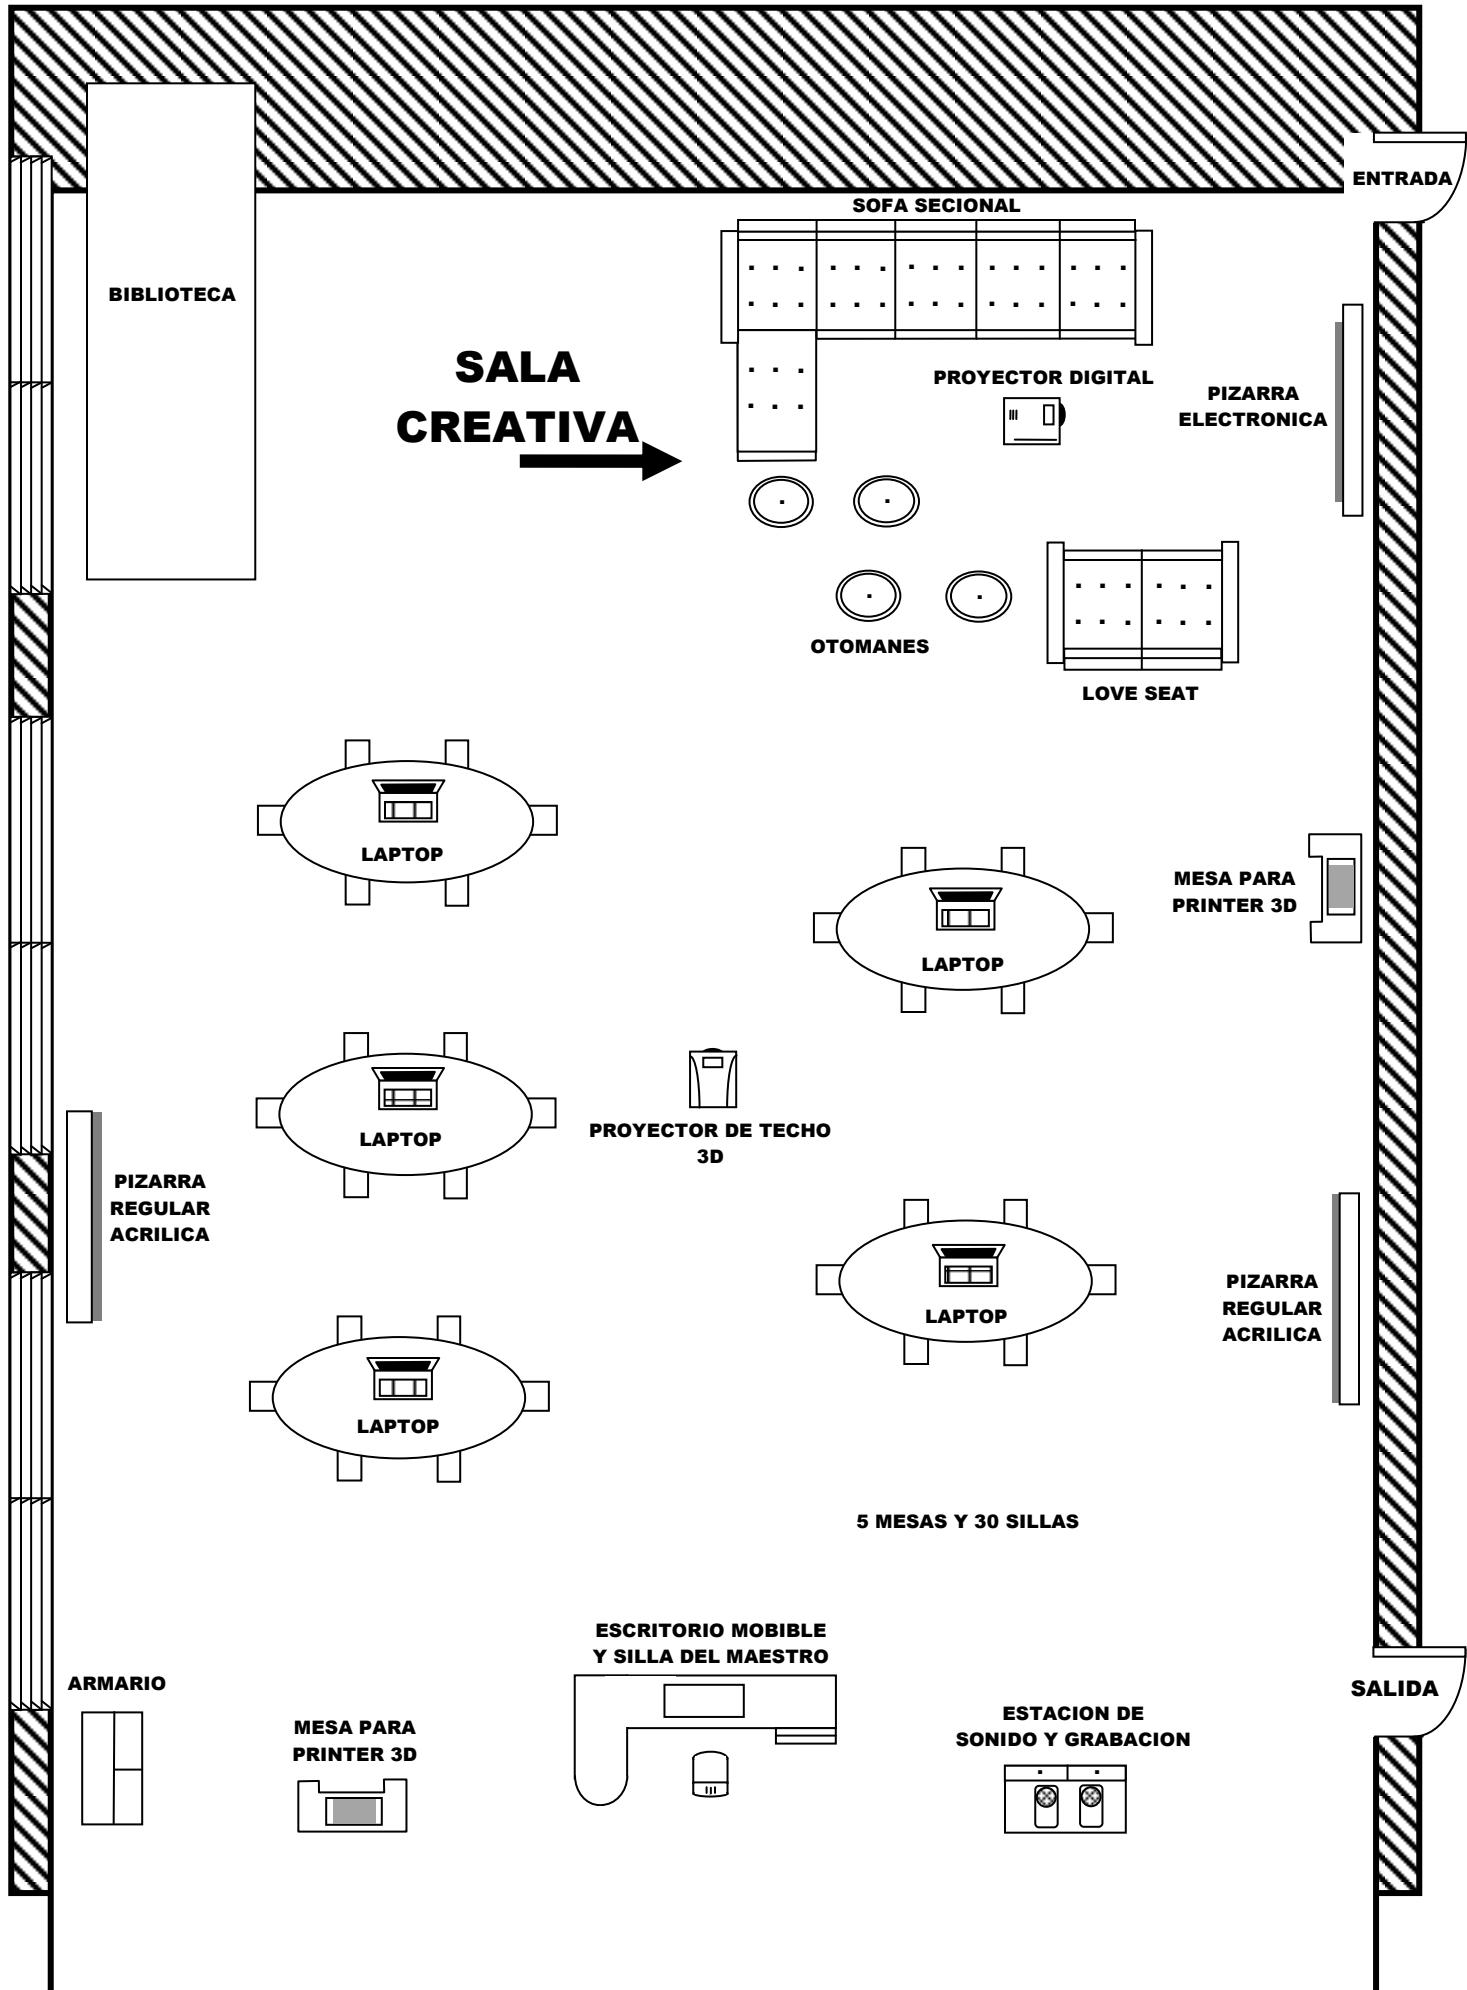 ENTRADA
SOFA SECIONAL
BIBLIOTECA
SALA
CREATIVA
PROYECTOR DIGITAL
PIZARRA
ELECTRONICA
OTOMANES
LOVE SEAT
LAPTOP
MESA PARA
PRINTER 3D
LAPTOP
PROYECTOR DE TECHO
3D
LAPTOP
PIZARRA
REGULAR
ACRILICA
PIZARRA
REGULAR
ACRILICA
LAPTOP
LAPTOP
5 MESAS Y 30 SILLAS
ESCRITORIO MOBIBLE
Y SILLA DEL MAESTRO
ARMARIO
SALIDA
MESA PARA
PRINTER 3D
ESTACION DE
SONIDO Y GRABACION